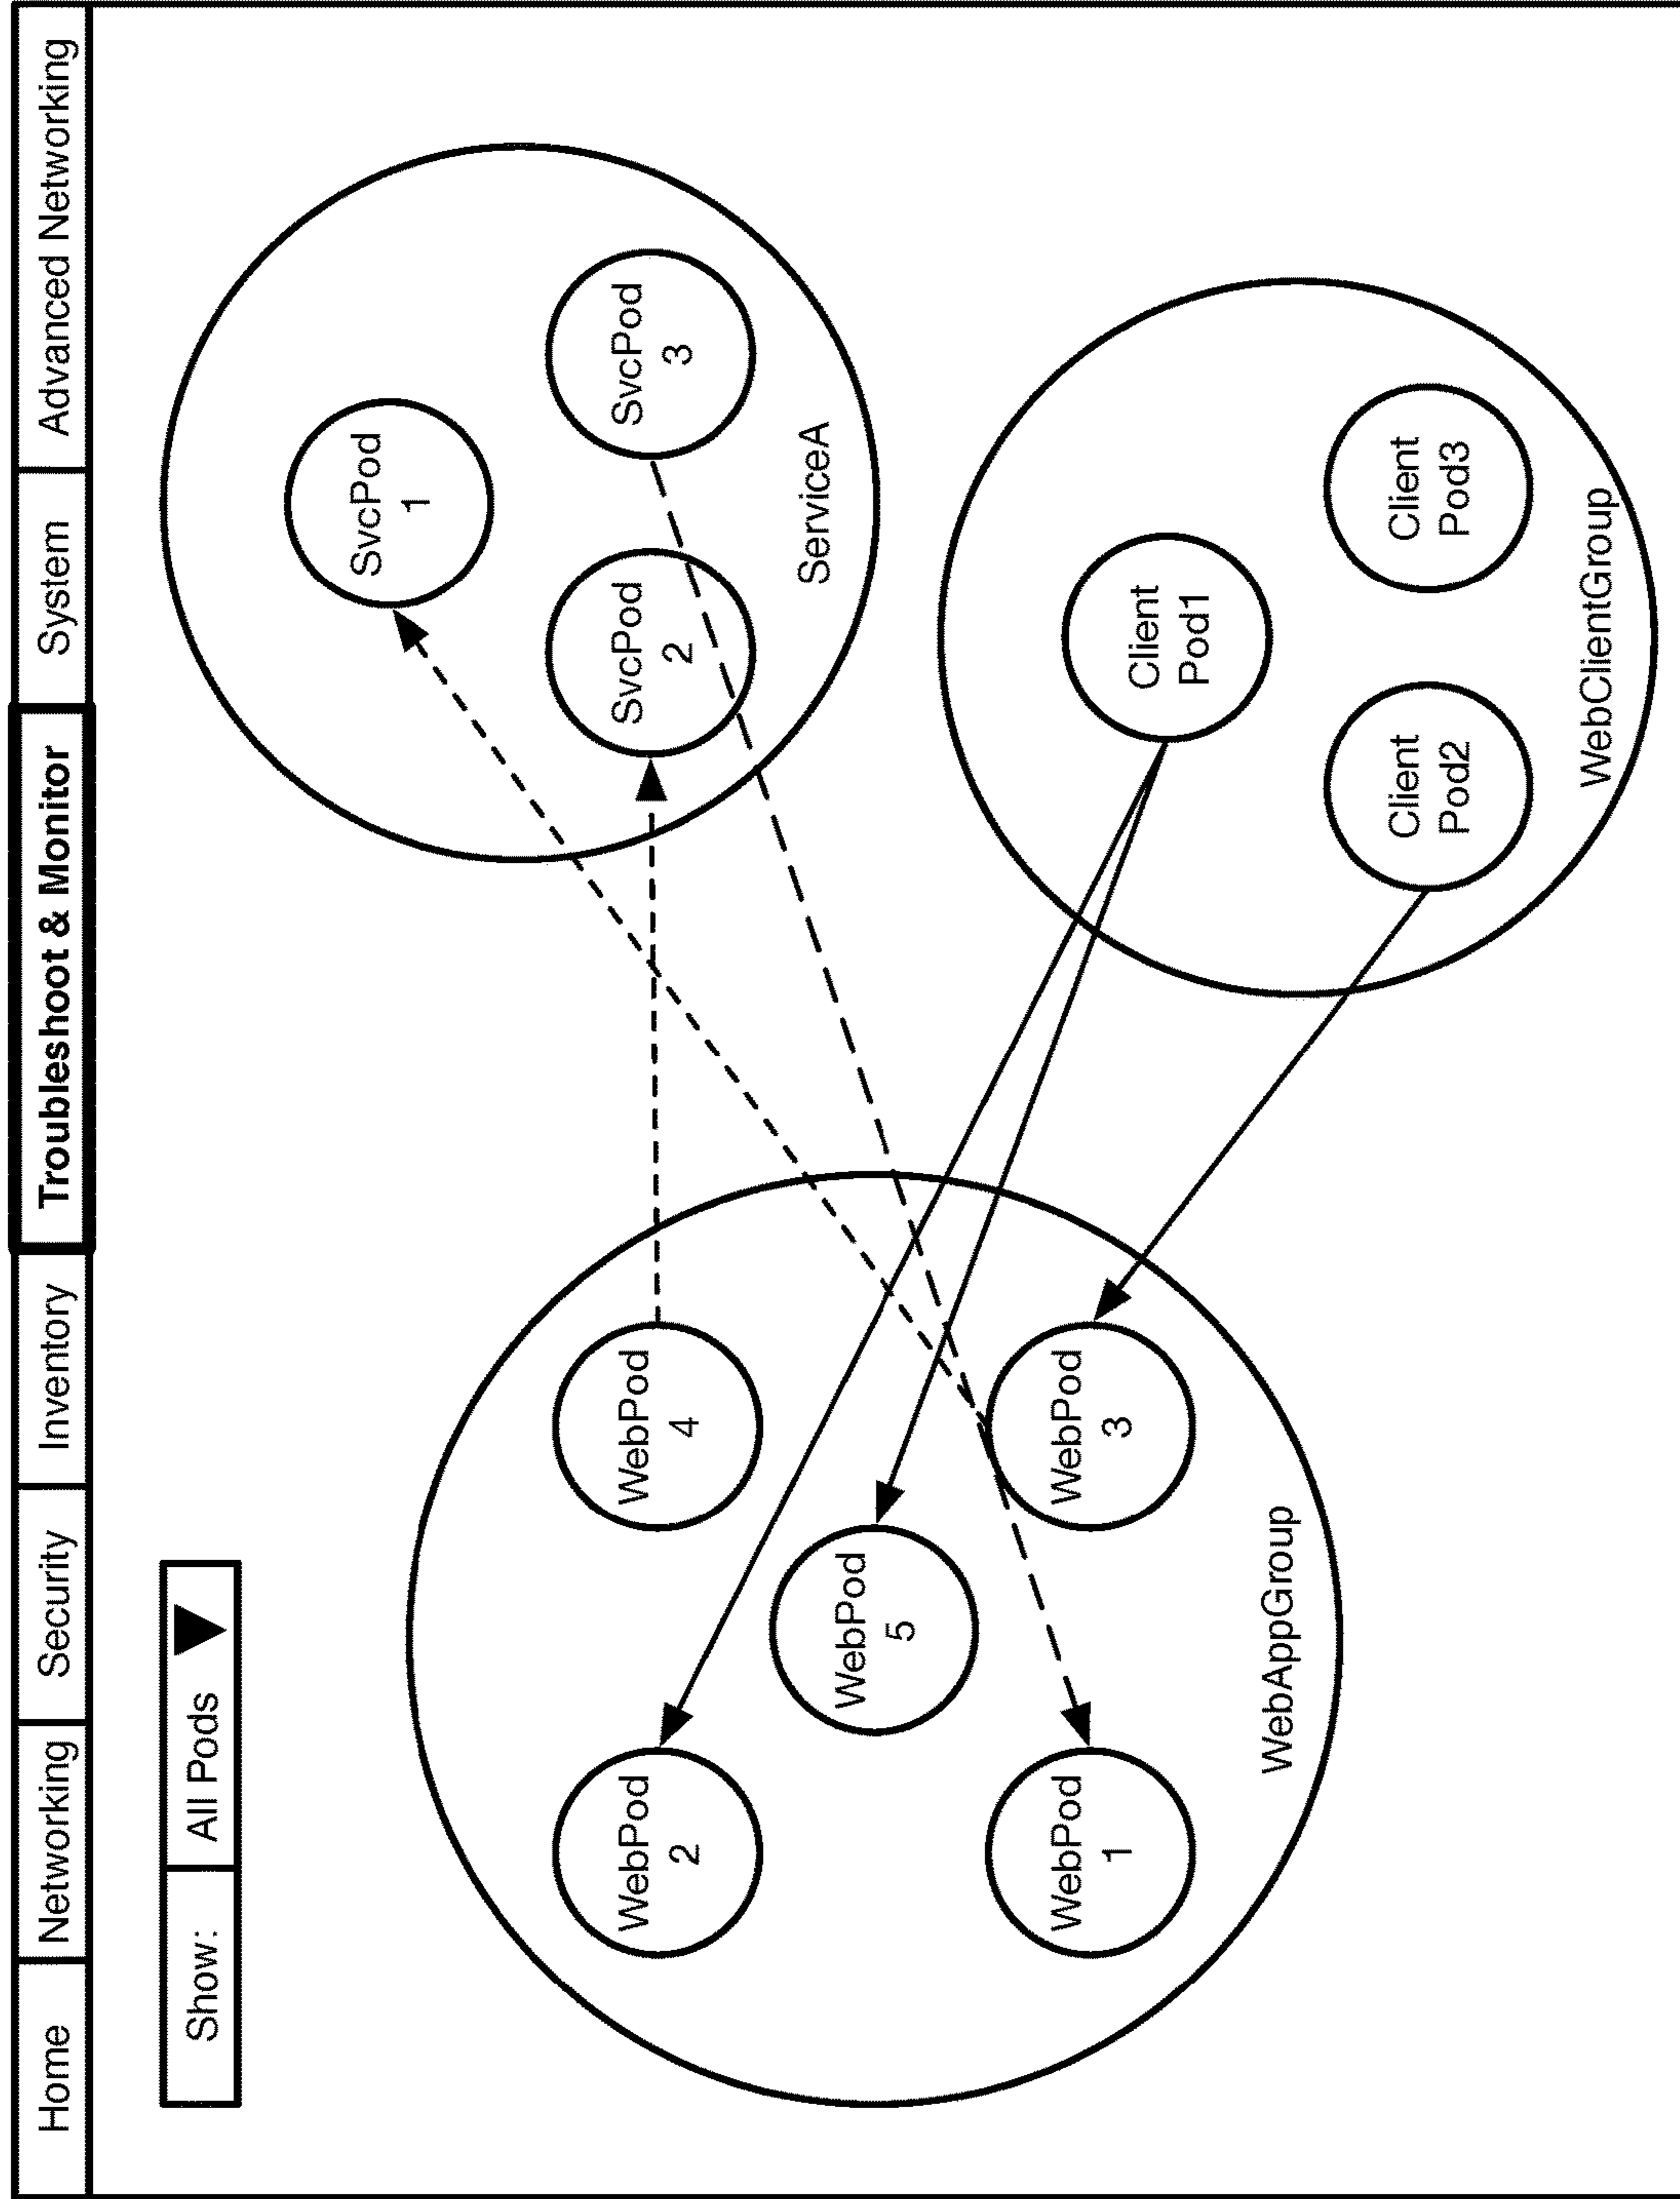 Home
Networking
Security
Inventory
Troubleshoot & Monitor
System
Advanced Networking
Show:
All Pods
WebPod
2
WebPod
4
WebPod
5
WebPod
1
WebPod
3
WebAppGroup
SvcPod
1
SvcPod
2
SvcPod
3
ServiceA
Client
Pod1
Client
Pod2
Client
Pod3
WebClientGroup